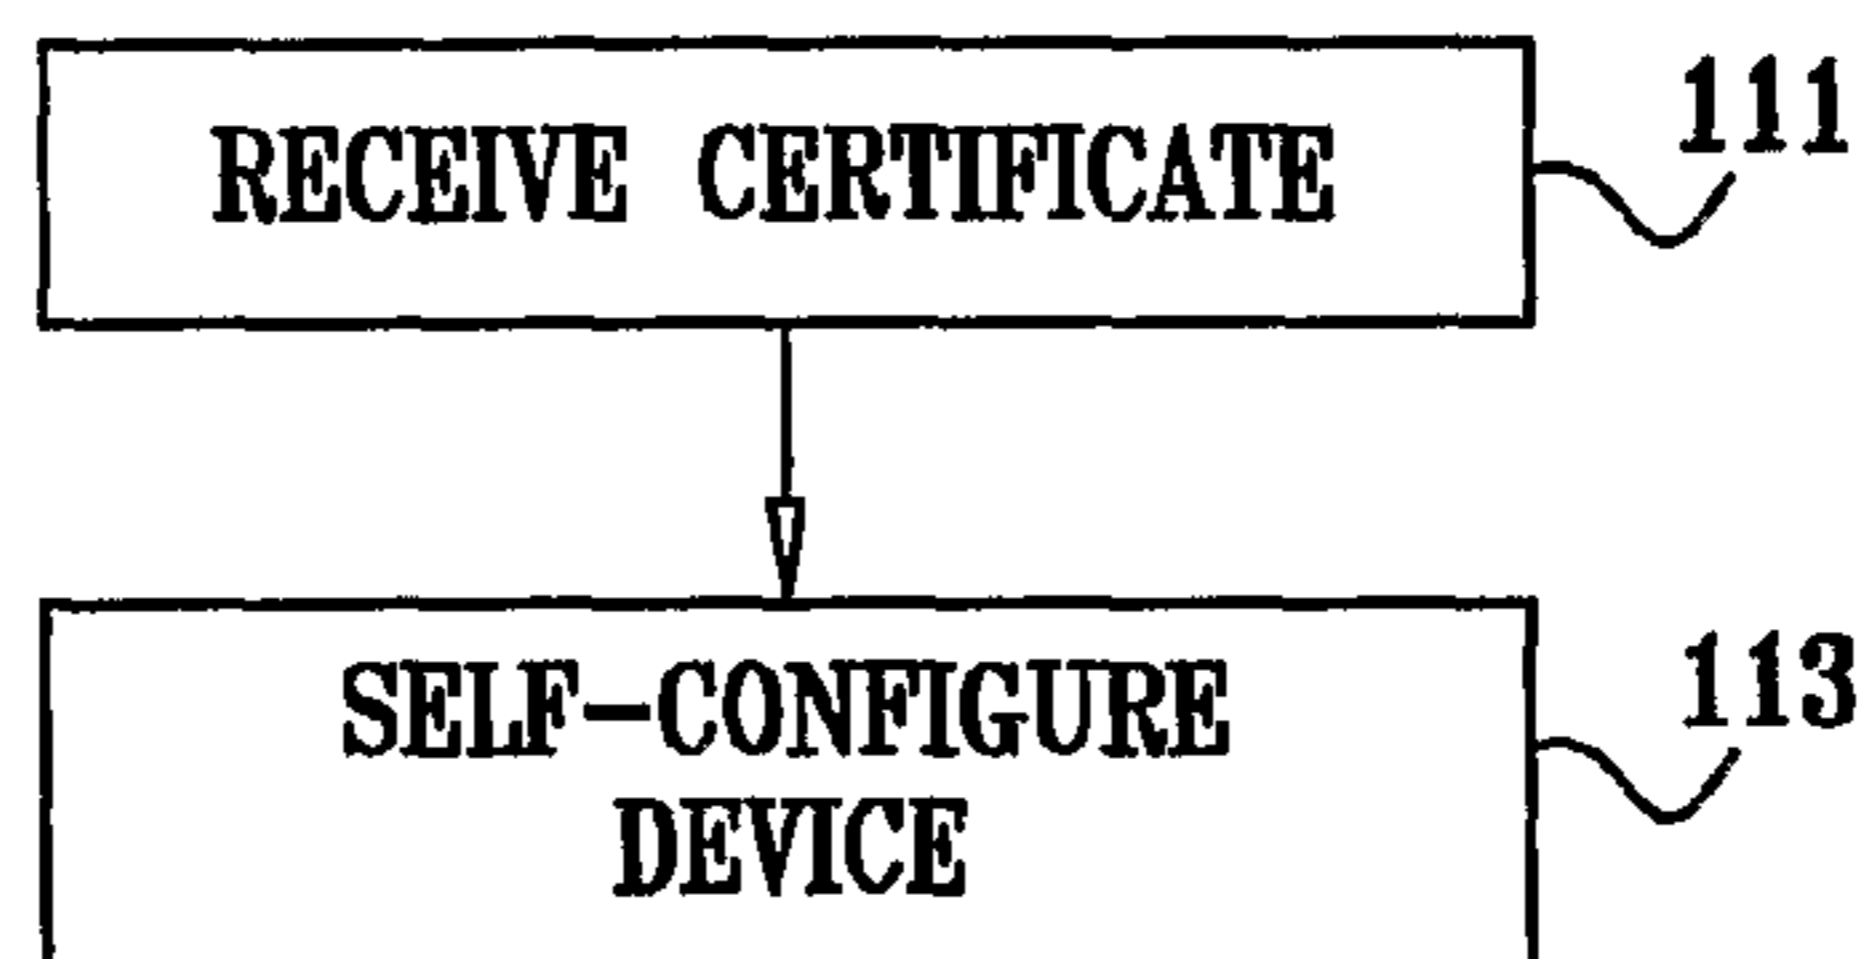 RECEIVE CERTIFICATE
111
SELF-CONFIGURE
DEVICE
113